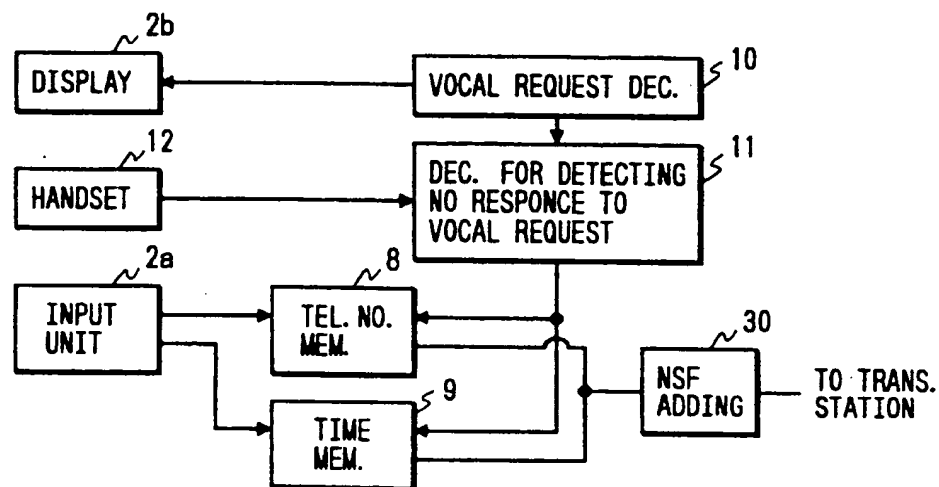 2b
DISPLAY
10
VOCAL REQUEST DEC.
12
HANDSET
11
DEC. FOR DETECTING
NO RESPONCE TO
VOCAL REQUEST
2a
INPUT
UNIT
8
TEL. NO.
MEM.
9
TIME
MEM.
30
NSF
ADDING
TO TRANS.
STATION